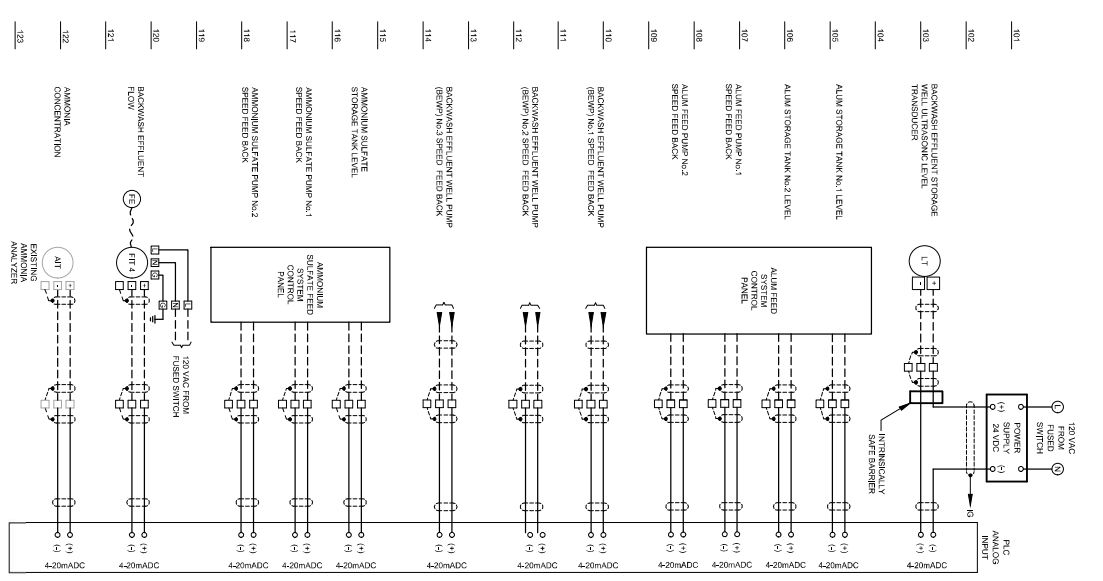 101
102
103
104
105
106
107
108
109
110
111
112
113
114
115
116
117
118
119
120
121
122
123
120 VAC
FROM
FUSED
SWITCH
L
N
POWER
SUPPLY
24 VDC
(+)
(-)
IG
PLC
ANALOG
INPUT
BACKWASH EFFLUENT STORAGE
WELL ULTRASONIC LEVEL
TRANSDUCER
LT
+
-
INTRINSICALLY
SAFE BARRIER
(-)
(+)
4-20mADC
ALUM STORAGE TANK No.1 LEVEL
(+)
(-)
4-20mADC
ALUM STORAGE TANK No.2 LEVEL
(+)
(-)
4-20mADC
ALUM FEED
SYSTEM
CONTROL
PANEL
ALUM FEED PUMP No.1
SPEED FEED BACK
(+)
(-)
4-20mADC
ALUM FEED PUMP No.2
SPEED FEED BACK
(+)
(-)
4-20mADC
BACKWASH EFFLUENT WELL PUMP
(BEWP) No.1 SPEED FEED BACK
(+)
(-)
4-20mADC
BACKWASH EFFLUENT WELL PUMP
(BEWP) No.2 SPEED FEED BACK
(+)
(-)
4-20mADC
BACKWASH EFFLUENT WELL PUMP
(BEWP) No.3 SPEED FEED BACK
(+)
(-)
4-20mADC
AMMONIUM SULFATE
STORAGE TANK LEVEL
(+)
(-)
4-20mADC
AMMONIUM
SULFATE FEED
SYSTEM
CONTROL
PANEL
AMMONIUM SULFATE PUMP No.1
SPEED FEED BACK
(+)
(-)
4-20mADC
AMMONIUM SULFATE PUMP No.2
SPEED FEED BACK
(+)
(-)
4-20mADC
120 VAC FROM
FUSED SWITCH
L
N
G
L
N
G
BACKWASH EFFLUENT
FLOW
FE
FIT 4
+
-
(+)
(-)
4-20mADC
AMMONIA
CONCENTRATION
AIT
+
-
EXISTING
AMMONIA
ANALYZER
(+)
(-)
4-20mADC